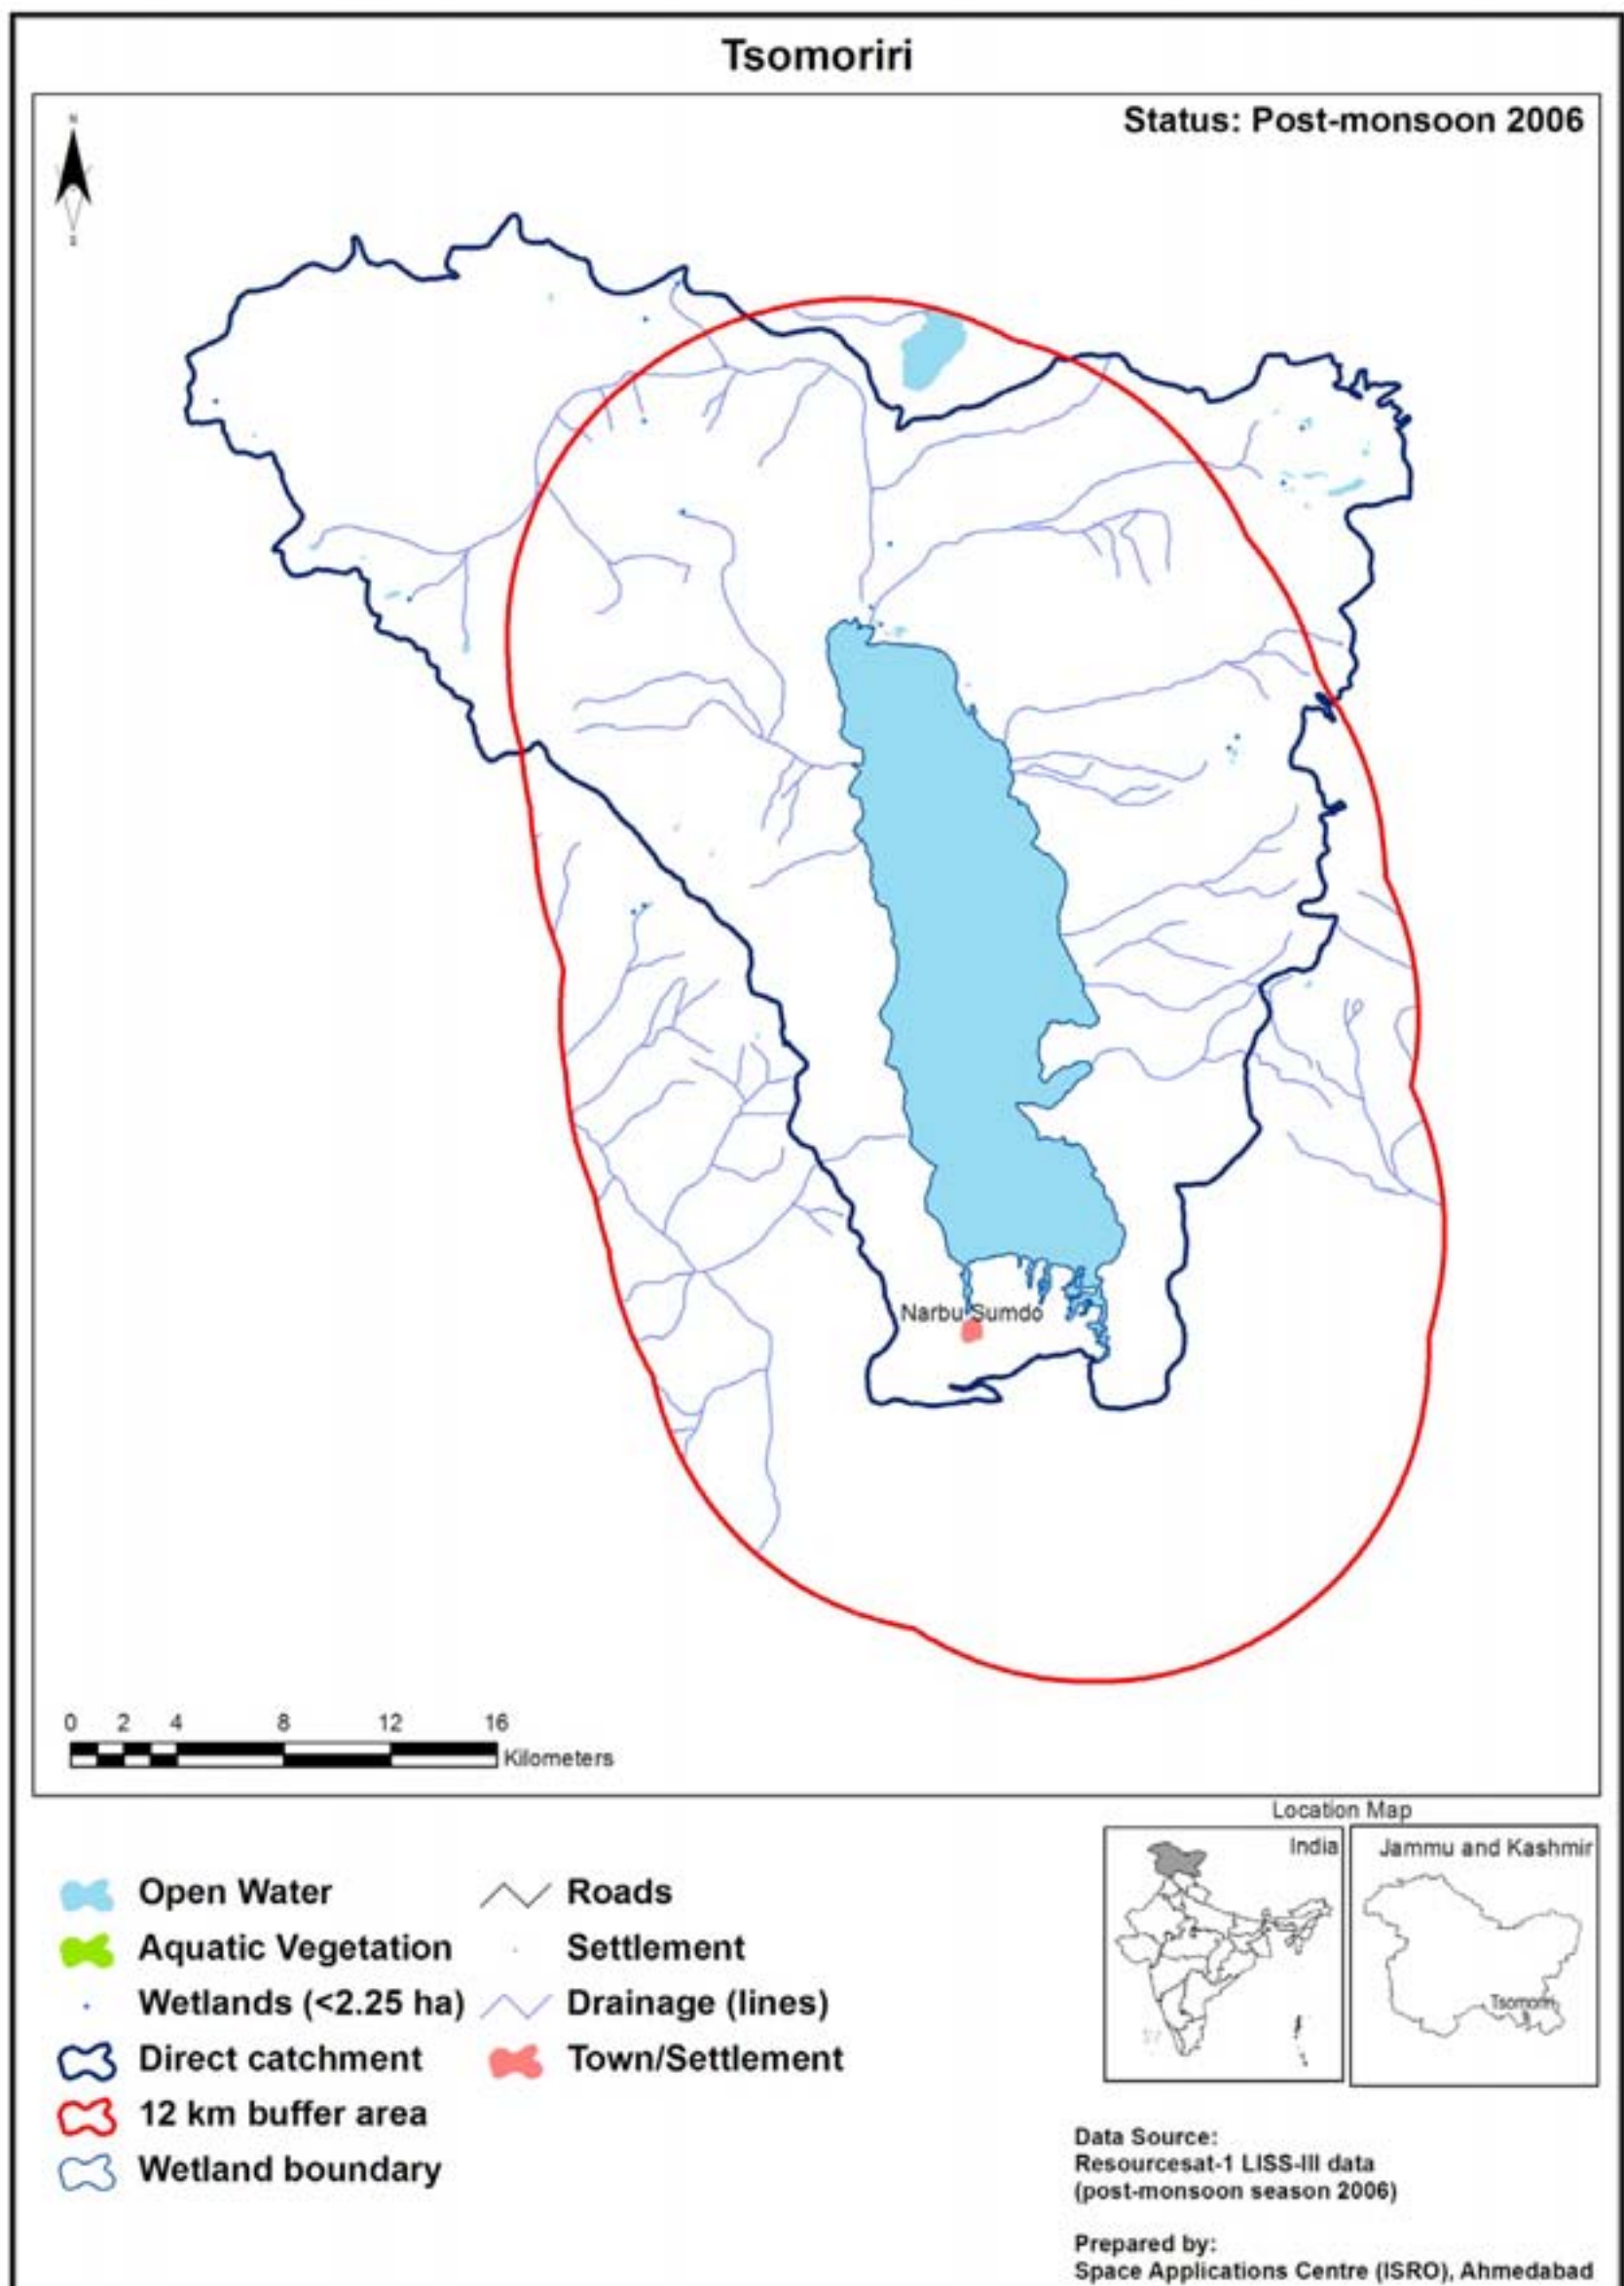 Tsomoriri
Status: Post-monsoon 2006
N
S
Narbu Sumdo
0 2 4 8 12 16
Kilometers
Location Map
India
Jammu and Kashmir
Tsomoriri
Open Water
Aquatic Vegetation
Wetlands (<2.25 ha)
Direct catchment
12 km buffer area
Wetland boundary
Roads
Settlement
Drainage (lines)
Town/Settlement
Data Source:
Resourcesat-1 LISS-III data
(post-monsoon season 2006)
Prepared by:
Space Applications Centre (ISRO), Ahmedabad